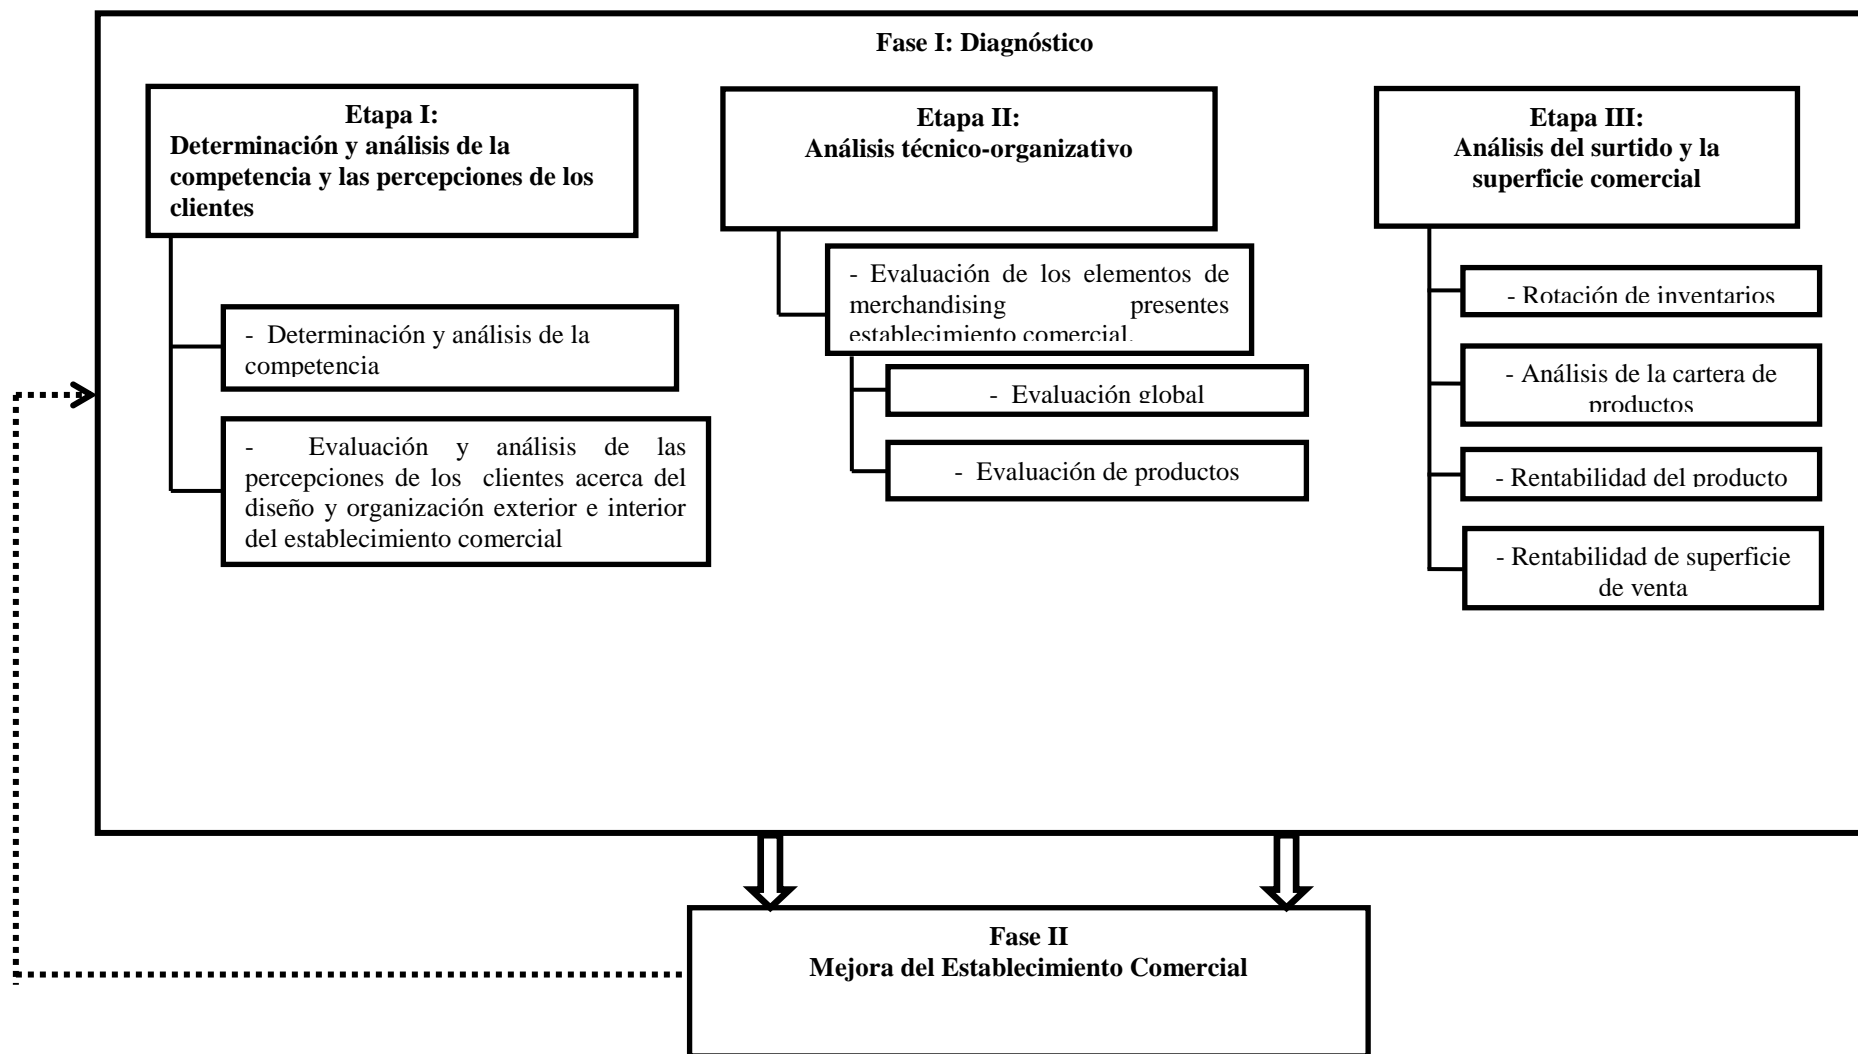 Fase I: Diagnóstico
Etapa I:
Determinación y análisis de la
competencia y las percepciones de los
clientes
- Determinación y análisis de la
competencia
- Evaluación y análisis de las
percepciones de los clientes acerca del
diseño y organización exterior e interior
del establecimiento comercial
Etapa II:
Análisis técnico-organizativo
- Evaluación de los elementos de
merchandising presentes
establecimiento comercial.
- Evaluación global
- Evaluación de productos
Etapa III:
Análisis del surtido y la
superficie comercial
- Rotación de inventarios
- Análisis de la cartera de
productos
- Rentabilidad del producto
- Rentabilidad de superficie
de venta
Fase II
Mejora del Establecimiento Comercial